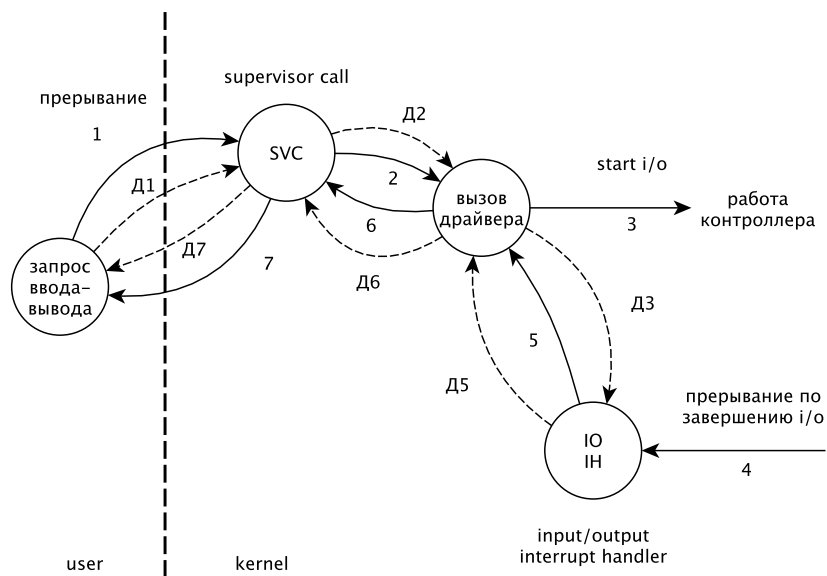 supervisor call
прерывание
1
Д1
SVC
Д2
2
вызов
драйвера
start i/o
3
работа
контроллера
6
Д6
Д7
7
запрос
ввода–
вывода
Д3
5
Д5
IO
IH
прерывание по
завершению i/o
4
input/output
interrupt handler
user
kernel